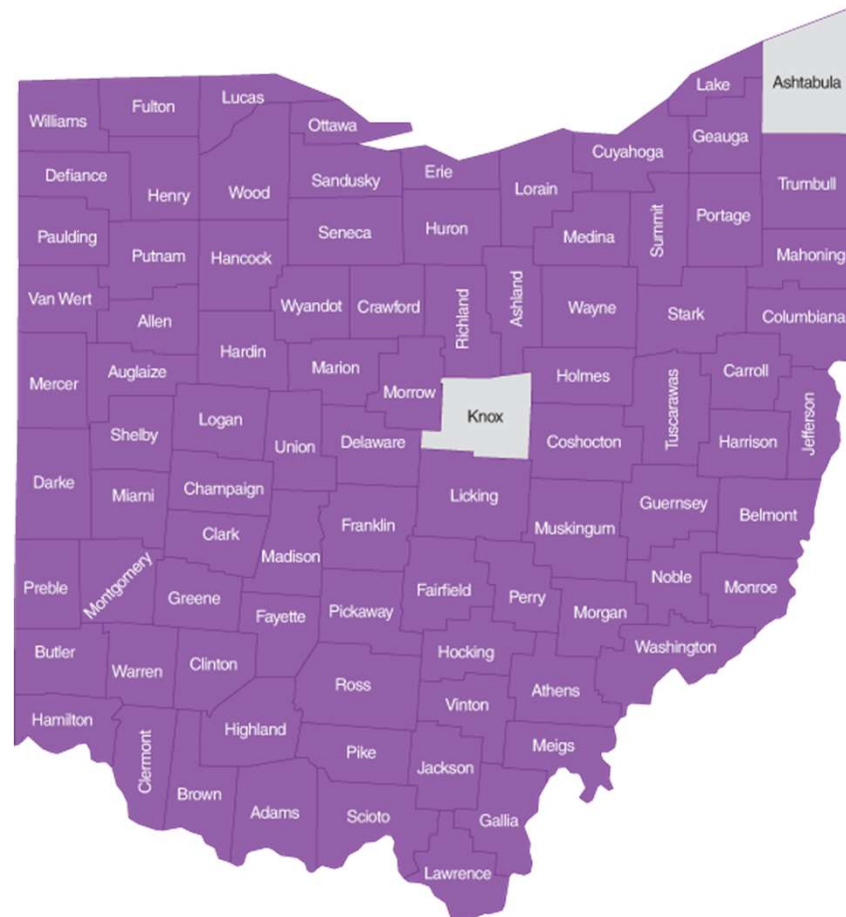 Lake
Ashtabula
Lucas
Fulton
Williams
Ottawa
Geauga
Cuyahoga
Defiance
Henry
Wood
Sandusky
Erie
Lorain
Trumbull
Paulding
Putnam
Hancock
Seneca
Huron
Medina
Summit
Portage
Mahoning
Van Wert
Allen
Wyandot
Crawford
Richland
Ashland
Wayne
Stark
Columbiana
Mercer
Auglaize
Hardin
Marion
Morrow
Knox
Holmes
Tuscarawas
Carroll
Jefferson
Shelby
Logan
Union
Delaware
Coshocton
Harrison
Darke
Miami
Champaign
Clark
Madison
Franklin
Licking
Muskingum
Guernsey
Belmont
Preble
Montgomery
Greene
Fayette
Pickaway
Fairfield
Perry
Morgan
Noble
Monroe
Butler
Warren
Clinton
Ross
Hocking
Athens
Washington
Hamilton
Clermont
Highland
Pike
Vinton
Jackson
Meigs
Brown
Adams
Scioto
Gallia
Lawrence